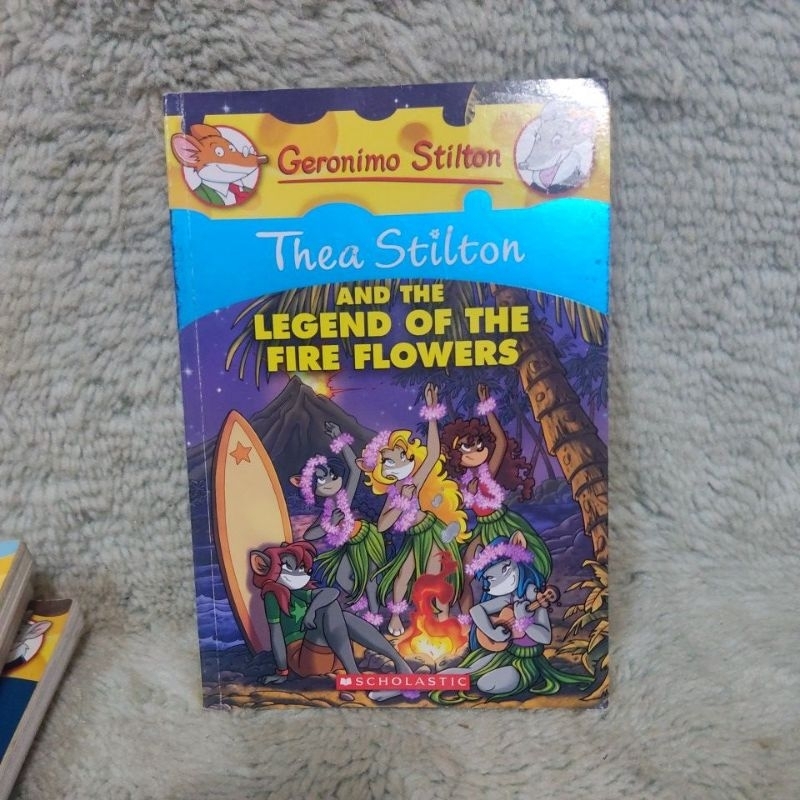 Geronimo Stilton
Thea Stilton
AND THE
LEGEND OF THE
FIRE FLOWERS
SCHOLASTIC